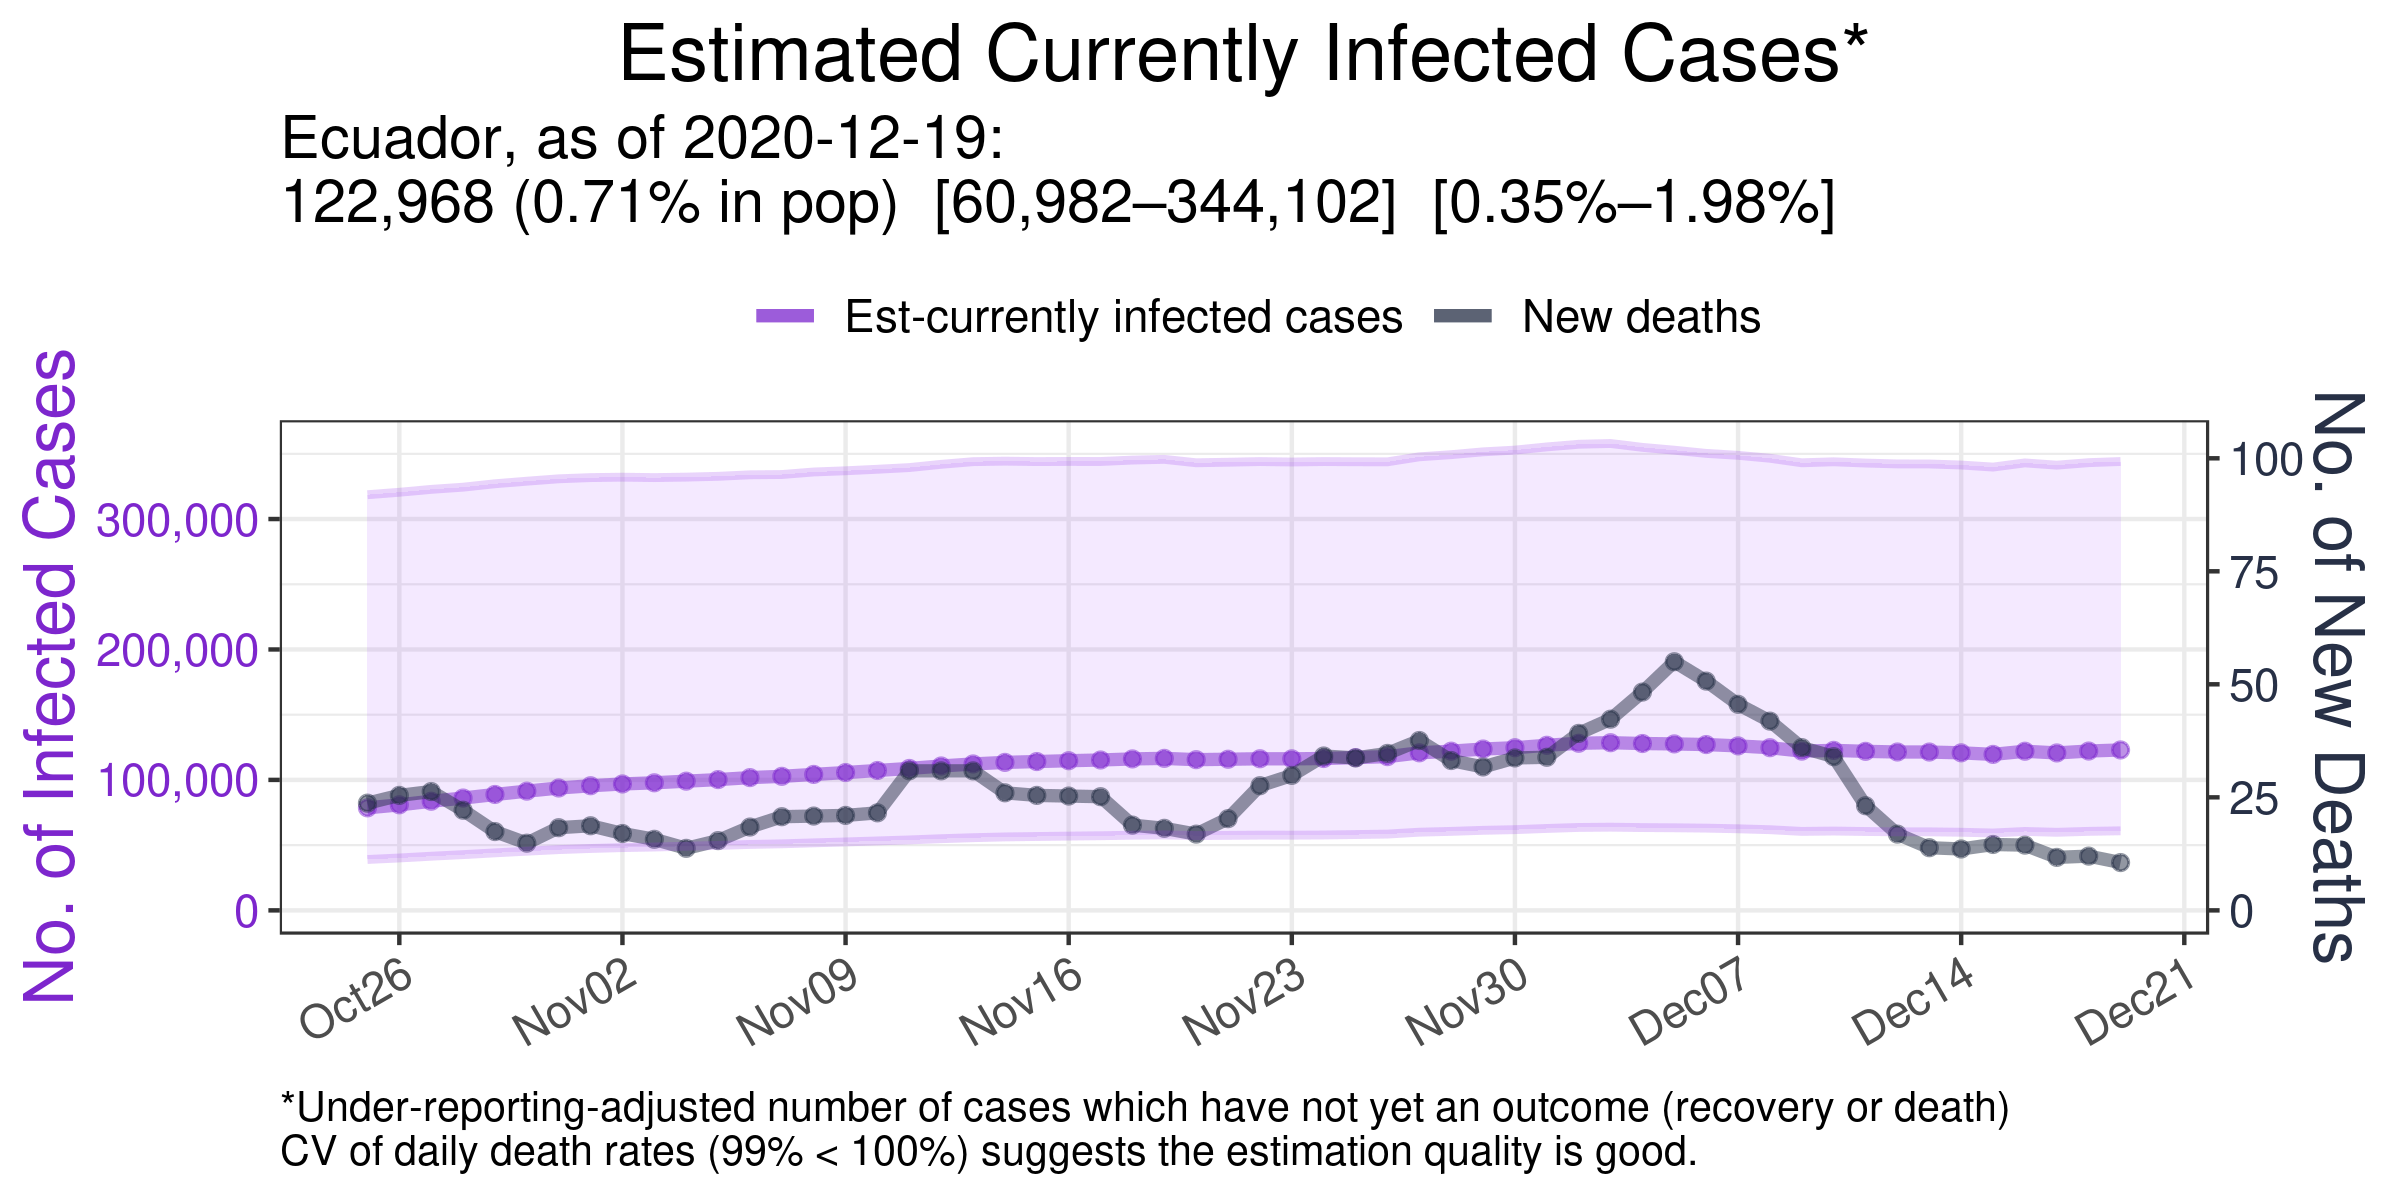 Estimated Currently Infected Cases*
Ecuador, as of 2020-12-19:
122,968 (0.71% in pop)  [60,982–344,102]  [0.35%–1.98%]
Est-currently infected cases
New deaths
No. of Infected Cases
300,000
200,000
100,000
0
No. of New Deaths
100
75
50
25
0
Oct26
Nov02
Nov09
Nov16
Nov23
Nov30
Dec07
Dec14
Dec21
*Under-reporting-adjusted number of cases which have not yet an outcome (recovery or death)
CV of daily death rates (99% < 100%) suggests the estimation quality is good.